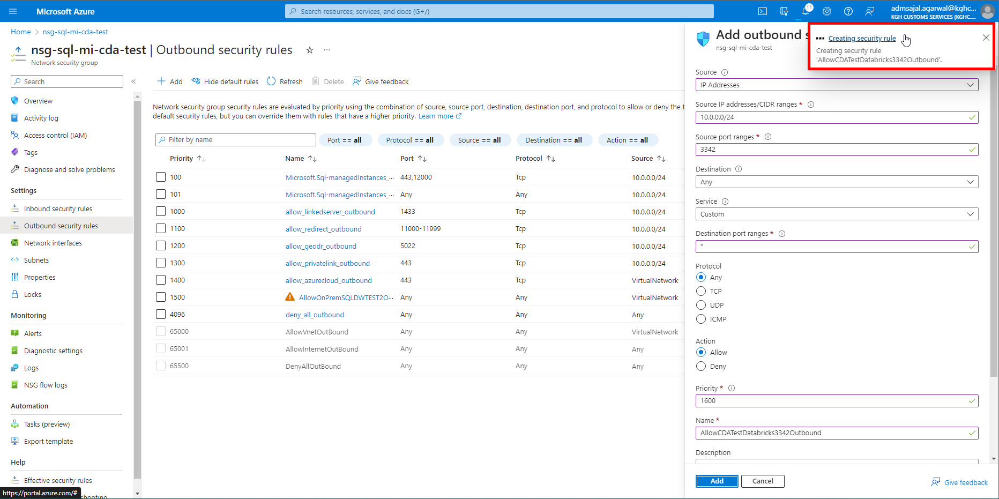 Microsoft Azure
Search resources, services, and docs (G+/)
11
admsajal.agarwal@kghc...
KGH CUSTOMS SERVICES (KGHC....
Home > nsg-sql-mi-cda-test
nsg-sql-mi-cda-test | Outbound security rules
Network security group
Search
Overview
Activity log
Access control (IAM)
Tags
Diagnose and solve problems
Settings
Inbound security rules
Outbound security rules
Network interfaces
Subnets
Properties
Locks
Monitoring
Alerts
Diagnostic settings
Logs
NSG flow logs
Automation
Tasks (preview)
Export template
Help
Effective security rules
https://portal.azure.com/#
Add Hide default rules Refresh Delete Give feedback
Network security group security rules are evaluated by priority using the combination of source, source port, destination, destination port, and protocol to allow or deny the t
default security rules, but you can override them with rules that have a higher priority. Learn more
Filter by name Port == all Protocol == all Source == all Destination == all Action == all
Priority Name Port Protocol Source
100 Microsoft.Sql-managedInstances_... 443,12000 Tcp 10.0.0.0/24
101 Microsoft.Sql-managedInstances_... Any Any 10.0.0.0/24
1000 allow_linkedserver_outbound 1433 Tcp 10.0.0.0/24
1100 allow_redirect_outbound 11000-11999 Tcp 10.0.0.0/24
1200 allow_geodr_outbound 5022 Tcp 10.0.0.0/24
1300 allow_privatelink_outbound 443 Tcp 10.0.0.0/24
1400 allow_azurecloud_outbound 443 Tcp VirtualNetwork
1500 AllowOnPremSQLDWTEST2O... Any Any VirtualNetwork
4096 deny_all_outbound Any Any Any
65000 AllowVnetOutBound Any Any VirtualNetwork
65001 AllowInternetOutBound Any Any Any
65500 DenyAllOutBound Any Any Any
Add outbound s
nsg-sql-mi-cda-test
Creating security rule
Creating security rule
'AllowCDATestDatabricks3342Outbound'.
Source
IP Addresses
Source IP addresses/CIDR ranges *
10.0.0.0/24
Source port ranges *
3342
Destination
Any
Service
Custom
Destination port ranges *
*
Protocol
Any
TCP
UDP
ICMP
Action
Allow
Deny
Priority *
1600
Name *
AllowCDATestDatabricks3342Outbound
Description
Add Cancel
Give feedback